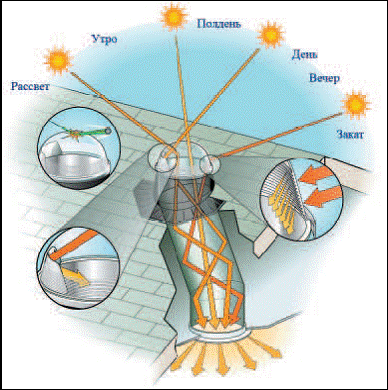 Полдень
Утро
День
Рассвет
Вечер
Закат